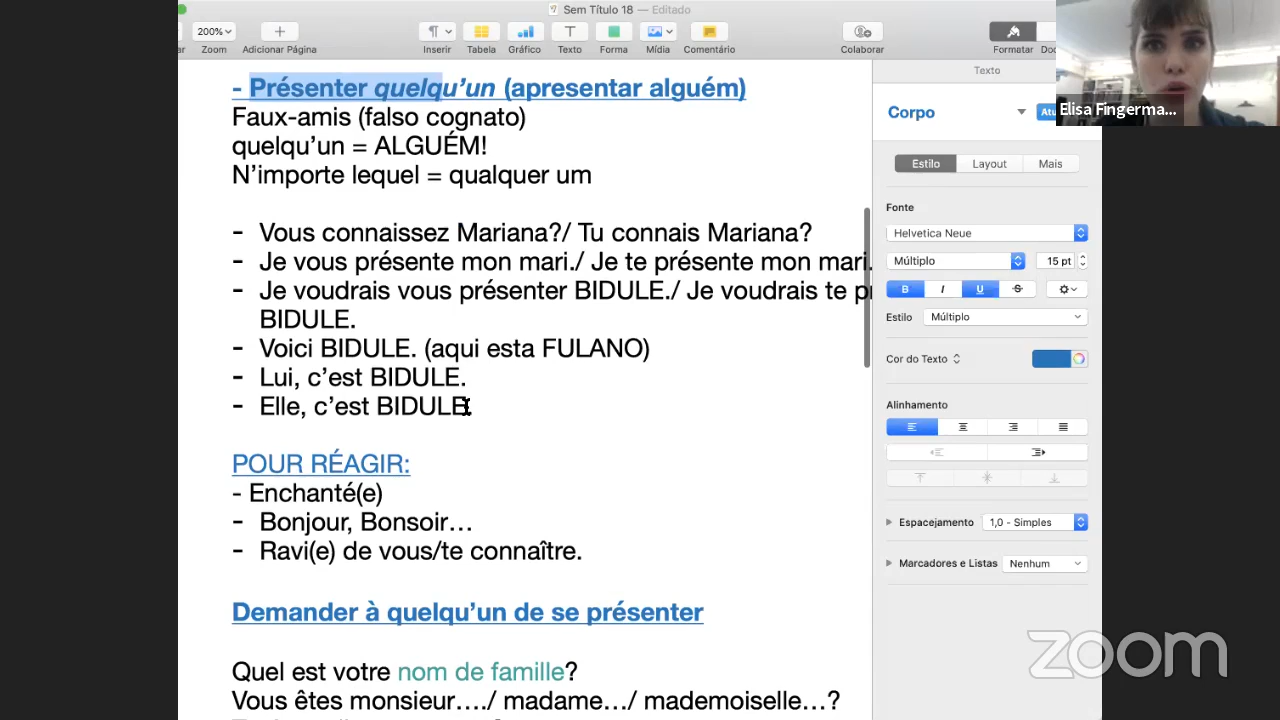 Sem Título 18 — Editado
200%
Zoom
Adicionar Página
Inserir
Tabela
Gráfico
Texto
Forma
Mídia
Comentário
Colaborar
Formatar
Texto
Elisa Fingerma...
- Présenter quelqu’un (apresentar alguém)
Faux-amis (falso cognato)
quelqu’un = ALGUÉM!
N’importe lequel = qualquer um
- Vous connaissez Mariana?/ Tu connais Mariana?
- Je vous présente mon mari./ Je te présente mon mari.
- Je voudrais vous présenter BIDULE./ Je voudrais te
BIDULE.
- Voici BIDULE. (aqui esta FULANO)
- Lui, c’est BIDULE.
- Elle, c’est BIDULE.
POUR RÉAGIR:
- Enchanté(e)
- Bonjour, Bonsoir…
- Ravi(e) de vous/te connaître.
Demander à quelqu’un de se présenter
Quel est votre nom de famille?
Vous êtes monsieur…./ madame…/ mademoiselle…?
Corpo
Estilo
Layout
Mais
Fonte
Helvetica Neue
Múltiplo
15 pt
B I U S
Estilo
Múltiplo
Cor do Texto
Alinhamento
Espaçejamento
1,0 - Simples
Marcadores e Listas
Nenhum
zoom